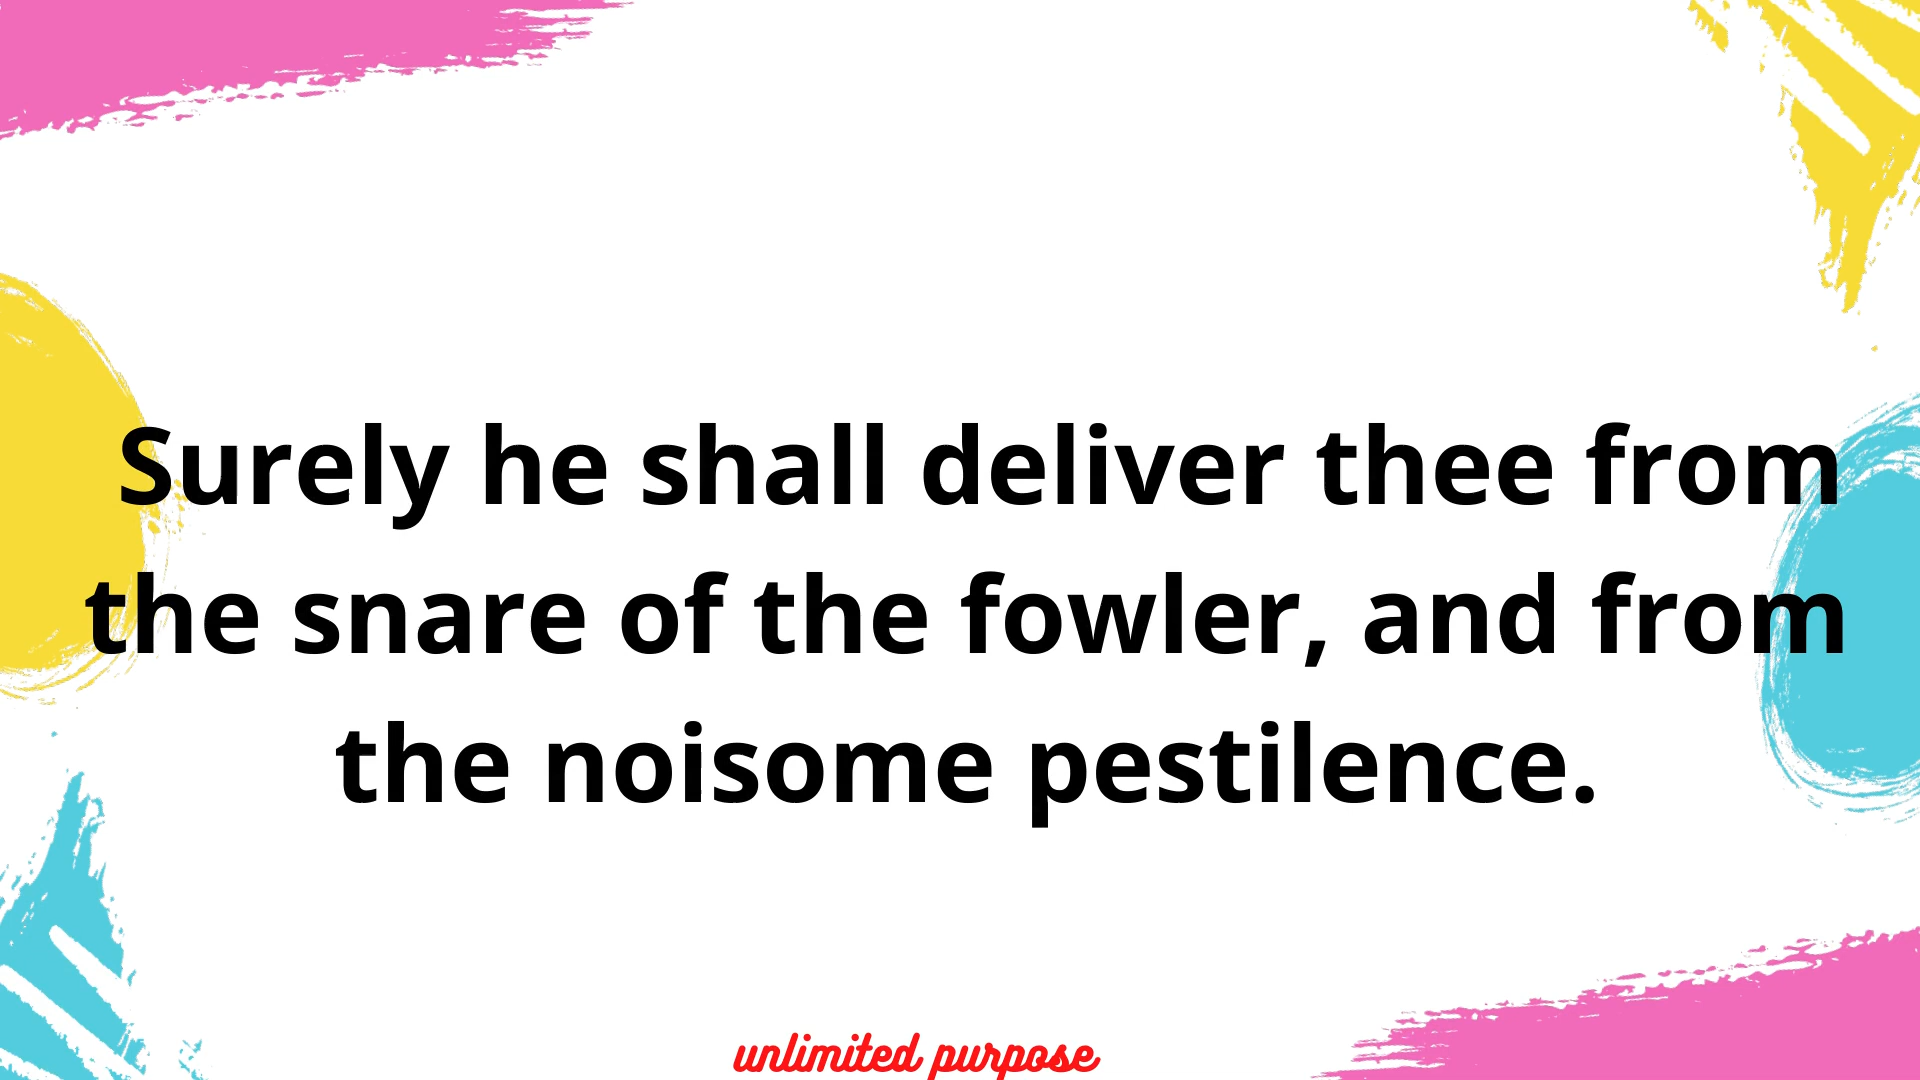 Surely he shall deliver thee from
the snare of the fowler, and from
the noisome pestilence.
unlimited purpose